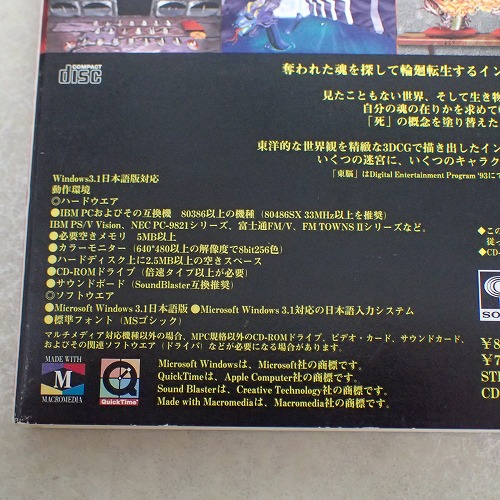 COMPACT
disc
奪われた魂を探して輪廻転生するイン
見たこともない世界、そして生き物
自分の魂の在りかを求めて
「死」の概念を塗り替えた
東洋的な世界観を精緻な3DCGで描き出したイン
いくつの迷宮に、いくつのキャラク
「東脳」はDigital Entertainment Program '93にて
Windows3.1日本語版対応
動作環境
◎ハードウエア
●IBM PCおよびその互換機 80386以上の機種（80486SX 33MHz以上を推奨）
IBM PS/V Vision、NEC PC-9821シリーズ、富士通FM/V、FM TOWNS IIシリーズなど。
●必要空きメモリ 5MB以上
●カラーモニター（640*480以上の解像度で8bit256色）
●ハードディスク上に2.5MB以上の空きスペース
●CD-ROMドライブ（倍速タイプ以上が必要）
●サウンドボード（SoundBlaster互換推奨）
◎ソフトウエア
●Microsoft Windows 3.1日本語版 ●Microsoft Windows 3.1対応の日本語入力システム
●標準フォント（MSゴシック）
マルチメディア対応機種以外の場合、MPC規格以外のCD-ROMドライブ、ビデオ・カード、サウンドカード、
およびその関連ソフトウエア（ドライバ）などが必要になる場合があります。
MADE WITH
M
MACROMEDIA
QuickTime
Microsoft Windowsは、Microsoft社の商標です。
QuickTimeは、Apple Computer社の商標です。
Sound Blasterは、Creative Technology社の商標です。
Made with Macromediaは、Macromedia社の商標です。
◆この
従っ
◆CD-
SO
¥8
¥7
STE
CD